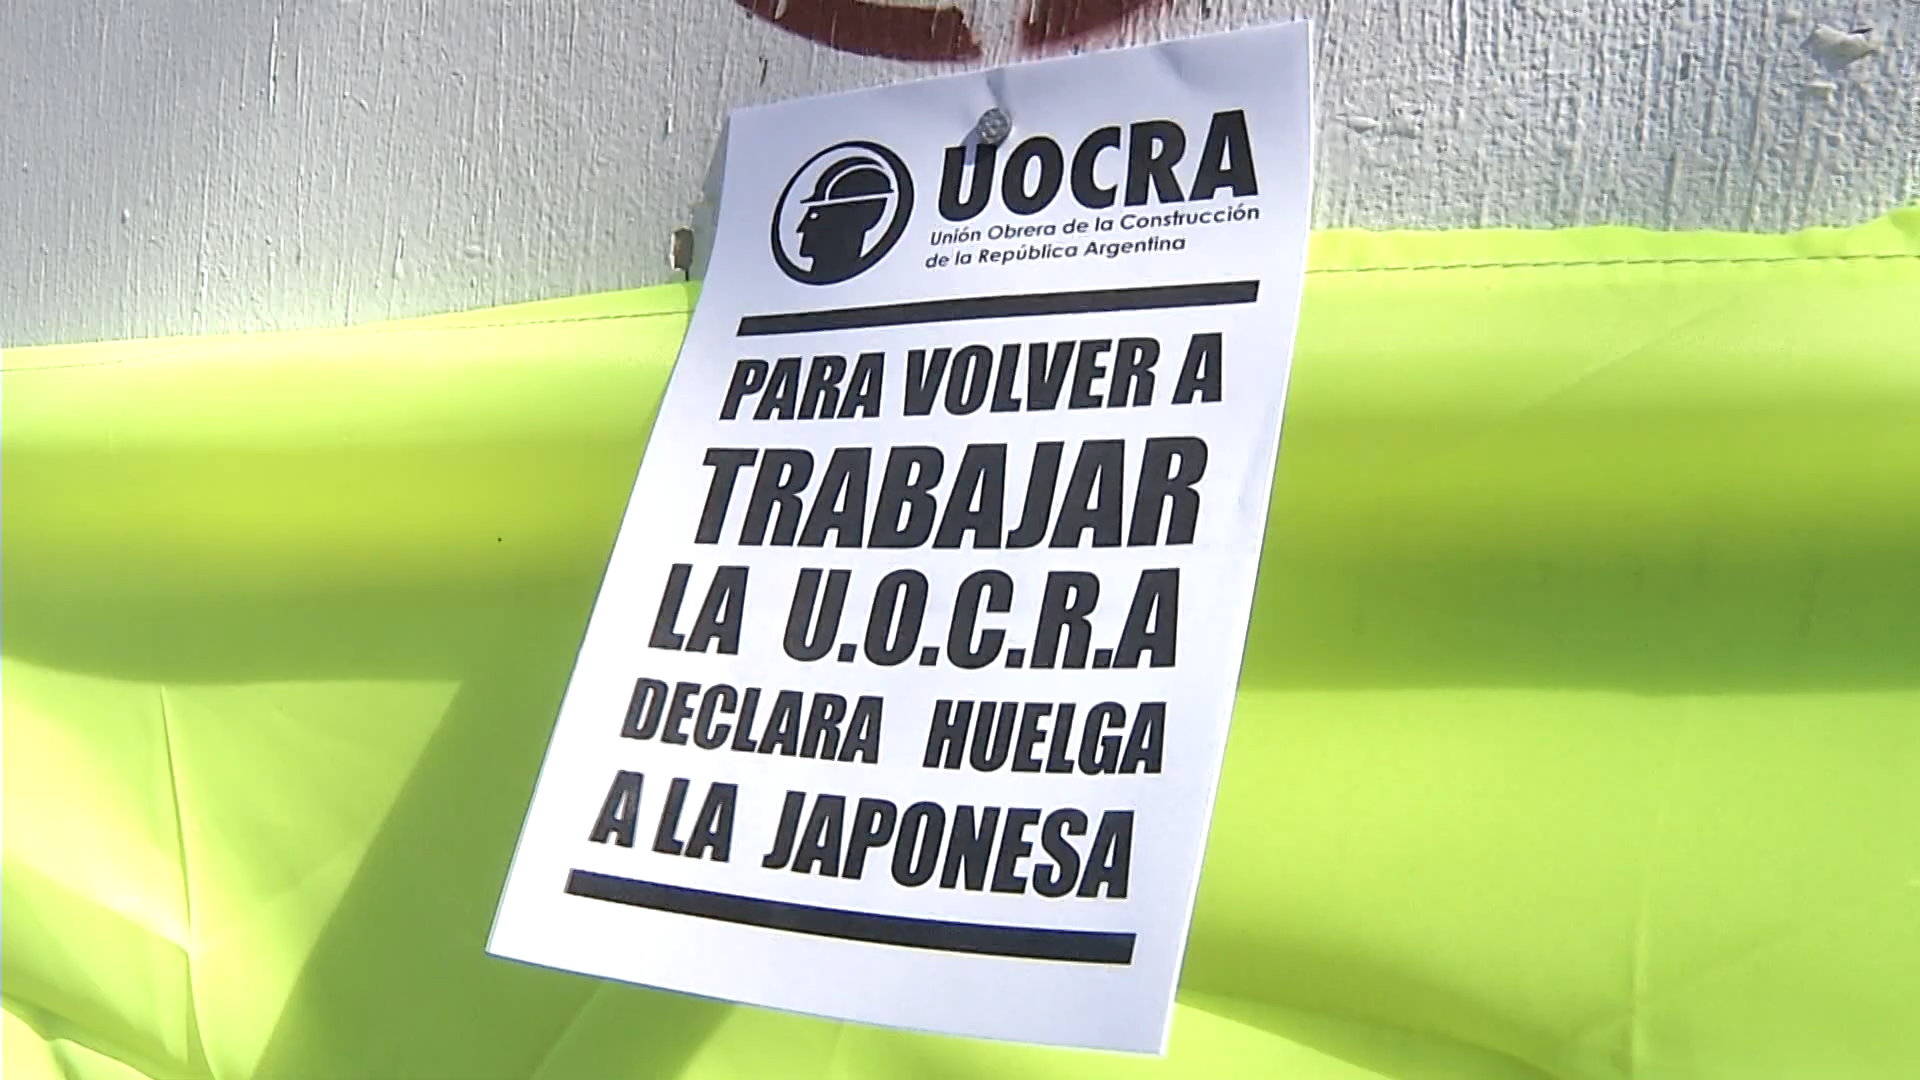 UOCRA
Unión Obrera de la Construcción
de la República Argentina
PARA VOLVER A
TRABAJAR
LA U.O.C.R.A
DECLARA HUELGA
A LA JAPONESA